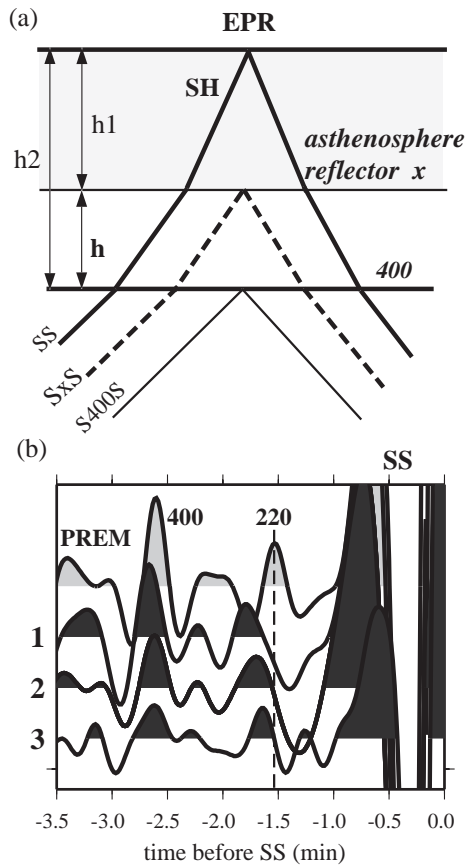 (a)
EPR
SH
h1
h2
asthenosphere
reflector x
h
400
SS
SxS
S400S
(b)
SS
PREM
400
220
1
2
3
-3.5 -3.0 -2.5 -2.0 -1.5 -1.0 -0.5 0.0
time before SS (min)